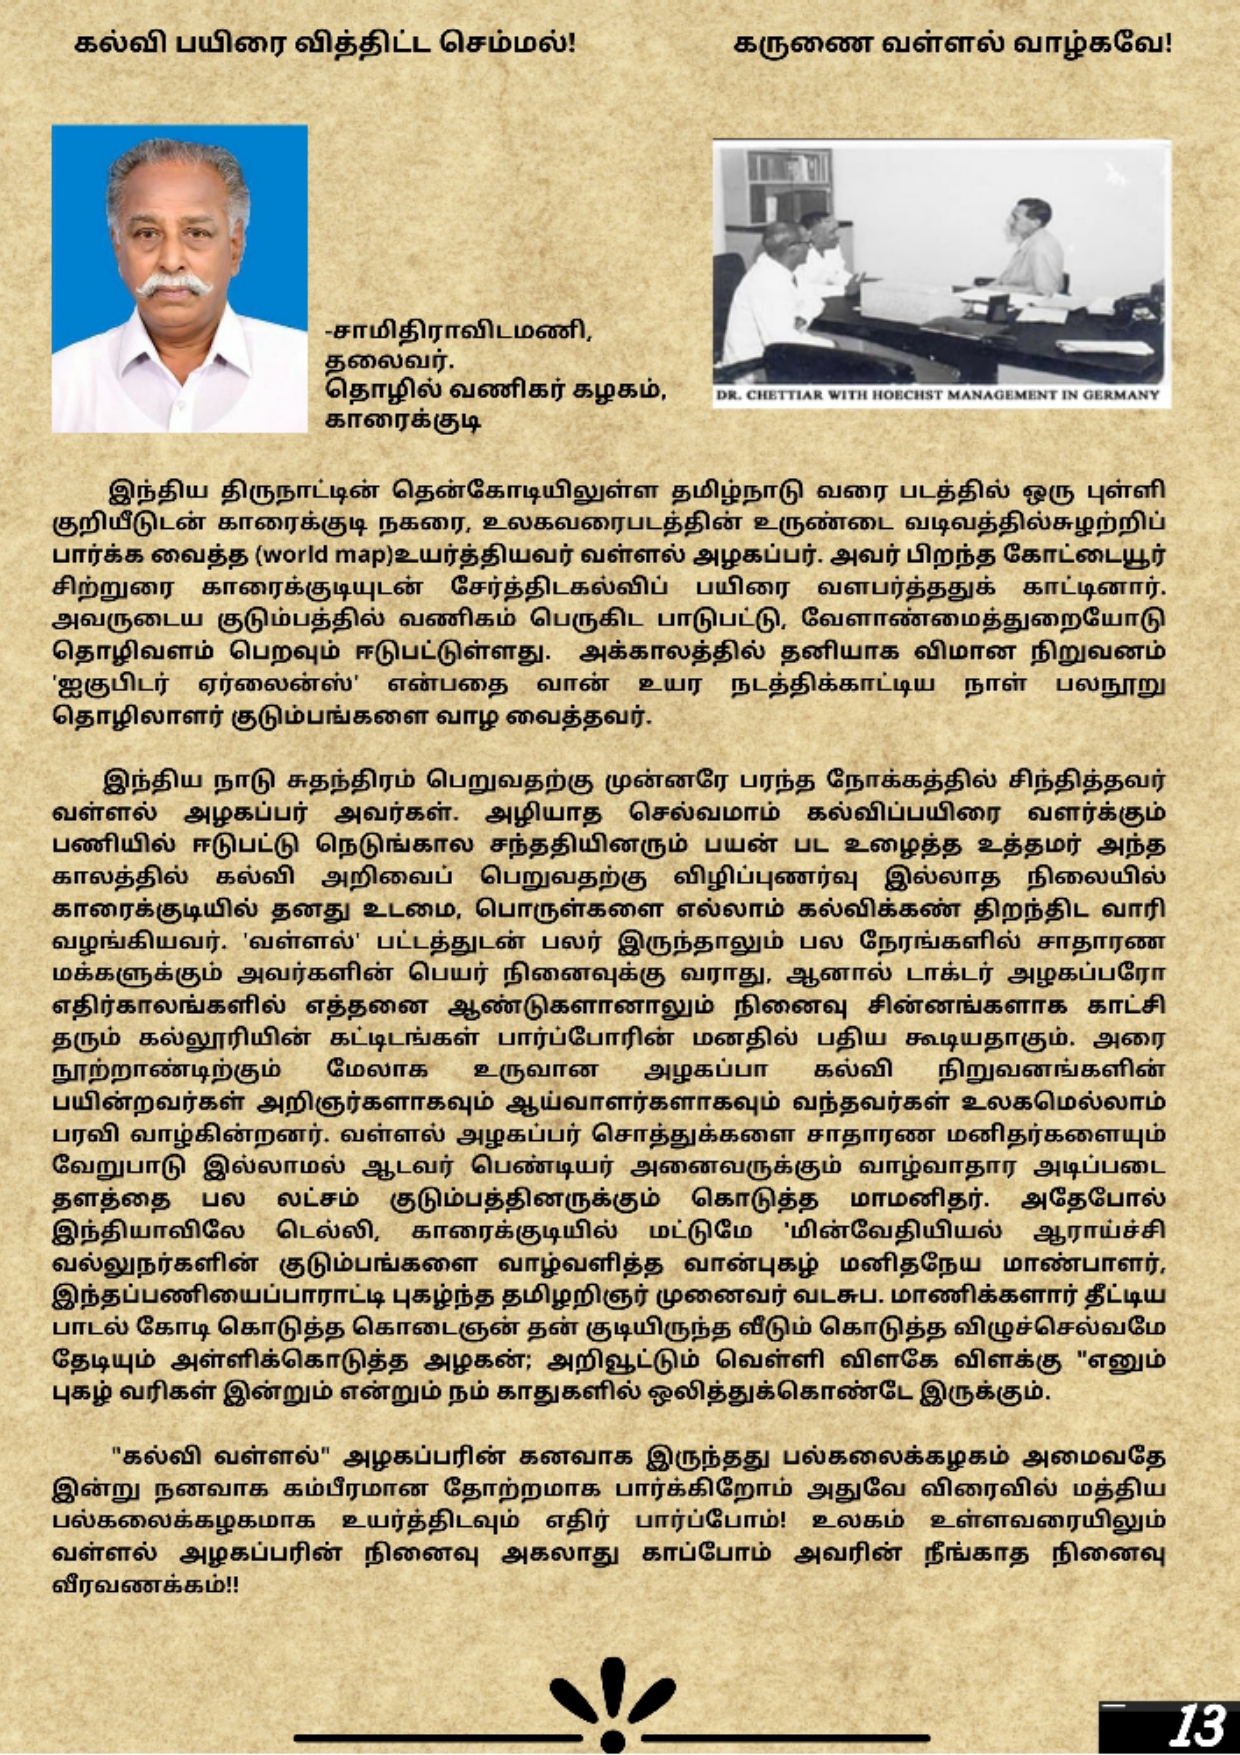 கல்வி பயிரை வித்திட்ட செம்மல்! கருணை வள்ளல் வாழ்கவே!
-சாமிதிராவிடமணி,
தலைவர்.
தொழில் வணிகர் கழகம்,
காரைக்குடி
DR. CHETTIAR WITH HOECHST MANAGEMENT IN GERMANY
இந்திய திருநாட்டின் தென்கோடியிலுள்ள தமிழ்நாடு வரை படத்தில் ஒரு புள்ளி
குறியீடுடன் காரைக்குடி நகரை, உலகவரைபடத்தின் உருண்டை வடிவத்தில்சுழற்றிப்
பார்க்க வைத்த (world map)உயர்த்தியவர் வள்ளல் அழகப்பர். அவர் பிறந்த கோட்டையூர்
சிற்றுரை காரைக்குடியுடன் சேர்த்திடகல்விப் பயிரை வளபர்த்ததுக் காட்டினார்.
அவருடைய குடும்பத்தில் வணிகம் பெருகிட பாடுபட்டு, வேளாண்மைத்துறையோடு
தொழிவளம் பெறவும் ஈடுபட்டுள்ளது. அக்காலத்தில் தனியாக விமான நிறுவனம்
'ஐகுபிடர் ஏர்லைன்ஸ்' என்பதை வான் உயர நடத்திக்காட்டிய நாள் பலநூறு
தொழிலாளர் குடும்பங்களை வாழ வைத்தவர்.
இந்திய நாடு சுதந்திரம் பெறுவதற்கு முன்னரே பரந்த நோக்கத்தில் சிந்தித்தவர்
வள்ளல் அழகப்பர் அவர்கள். அழியாத செல்வமாம் கல்விப்பயிரை வளர்க்கும்
பணியில் ஈடுபட்டு நெடுங்கால சந்ததியினரும் பயன் பட உழைத்த உத்தமர் அந்த
காலத்தில் கல்வி அறிவைப் பெறுவதற்கு விழிப்புணர்வு இல்லாத நிலையில்
காரைக்குடியில் தனது உடமை, பொருள்களை எல்லாம் கல்விக்கண் திறந்திட வாரி
வழங்கியவர். 'வள்ளல்' பட்டத்துடன் பலர் இருந்தாலும் பல நேரங்களில் சாதாரண
மக்களுக்கும் அவர்களின் பெயர் நினைவுக்கு வராது, ஆனால் டாக்டர் அழகப்பரோ
எதிர்காலங்களில் எத்தனை ஆண்டுகளானாலும் நினைவு சின்னங்களாக காட்சி
தரும் கல்லூரியின் கட்டிடங்கள் பார்ப்போரின் மனதில் பதிய கூடியதாகும். அரை
நூற்றாண்டிற்கும் மேலாக உருவான அழகப்பா கல்வி நிறுவனங்களின்
பயின்றவர்கள் அறிஞர்களாகவும் ஆய்வாளர்களாகவும் வந்தவர்கள் உலகமெல்லாம்
பரவி வாழ்கின்றனர். வள்ளல் அழகப்பர் சொத்துக்களை சாதாரண மனிதர்களையும்
வேறுபாடு இல்லாமல் ஆடவர் பெண்டியர் அனைவருக்கும் வாழ்வாதார அடிப்படை
தளத்தை பல லட்சம் குடும்பத்தினருக்கும் கொடுத்த மாமனிதர். அதேபோல்
இந்தியாவிலே டெல்லி, காரைக்குடியில் மட்டுமே 'மின்வேதியியல் ஆராய்ச்சி
வல்லுநர்களின் குடும்பங்களை வாழ்வளித்த வான்புகழ் மனிதநேய மாண்பாளர்,
இந்தப்பணியைப்பாராட்டி புகழ்ந்த தமிழறிஞர் முனைவர் வடசுப. மாணிக்களார் தீட்டிய
பாடல் கோடி கொடுத்த கொடைஞன் தன் குடியிருந்த வீடும் கொடுத்த விழுச்செல்வமே
தேடியும் அள்ளிக்கொடுத்த அழகன்; அறிவூட்டும் வெள்ளி விளகே விளக்கு "எனும்
புகழ் வரிகள் இன்றும் என்றும் நம் காதுகளில் ஒலித்துக்கொண்டே இருக்கும்.
"கல்வி வள்ளல்" அழகப்பரின் கனவாக இருந்தது பல்கலைக்கழகம் அமைவதே
இன்று நனவாக கம்பீரமான தோற்றமாக பார்க்கிறோம் அதுவே விரைவில் மத்திய
பல்கலைக்கழகமாக உயர்த்திடவும் எதிர் பார்ப்போம்! உலகம் உள்ளவரையிலும்
வள்ளல் அழகப்பரின் நினைவு அகலாது காப்போம் அவரின் நீங்காத நினைவு
வீரவணக்கம்!!
13